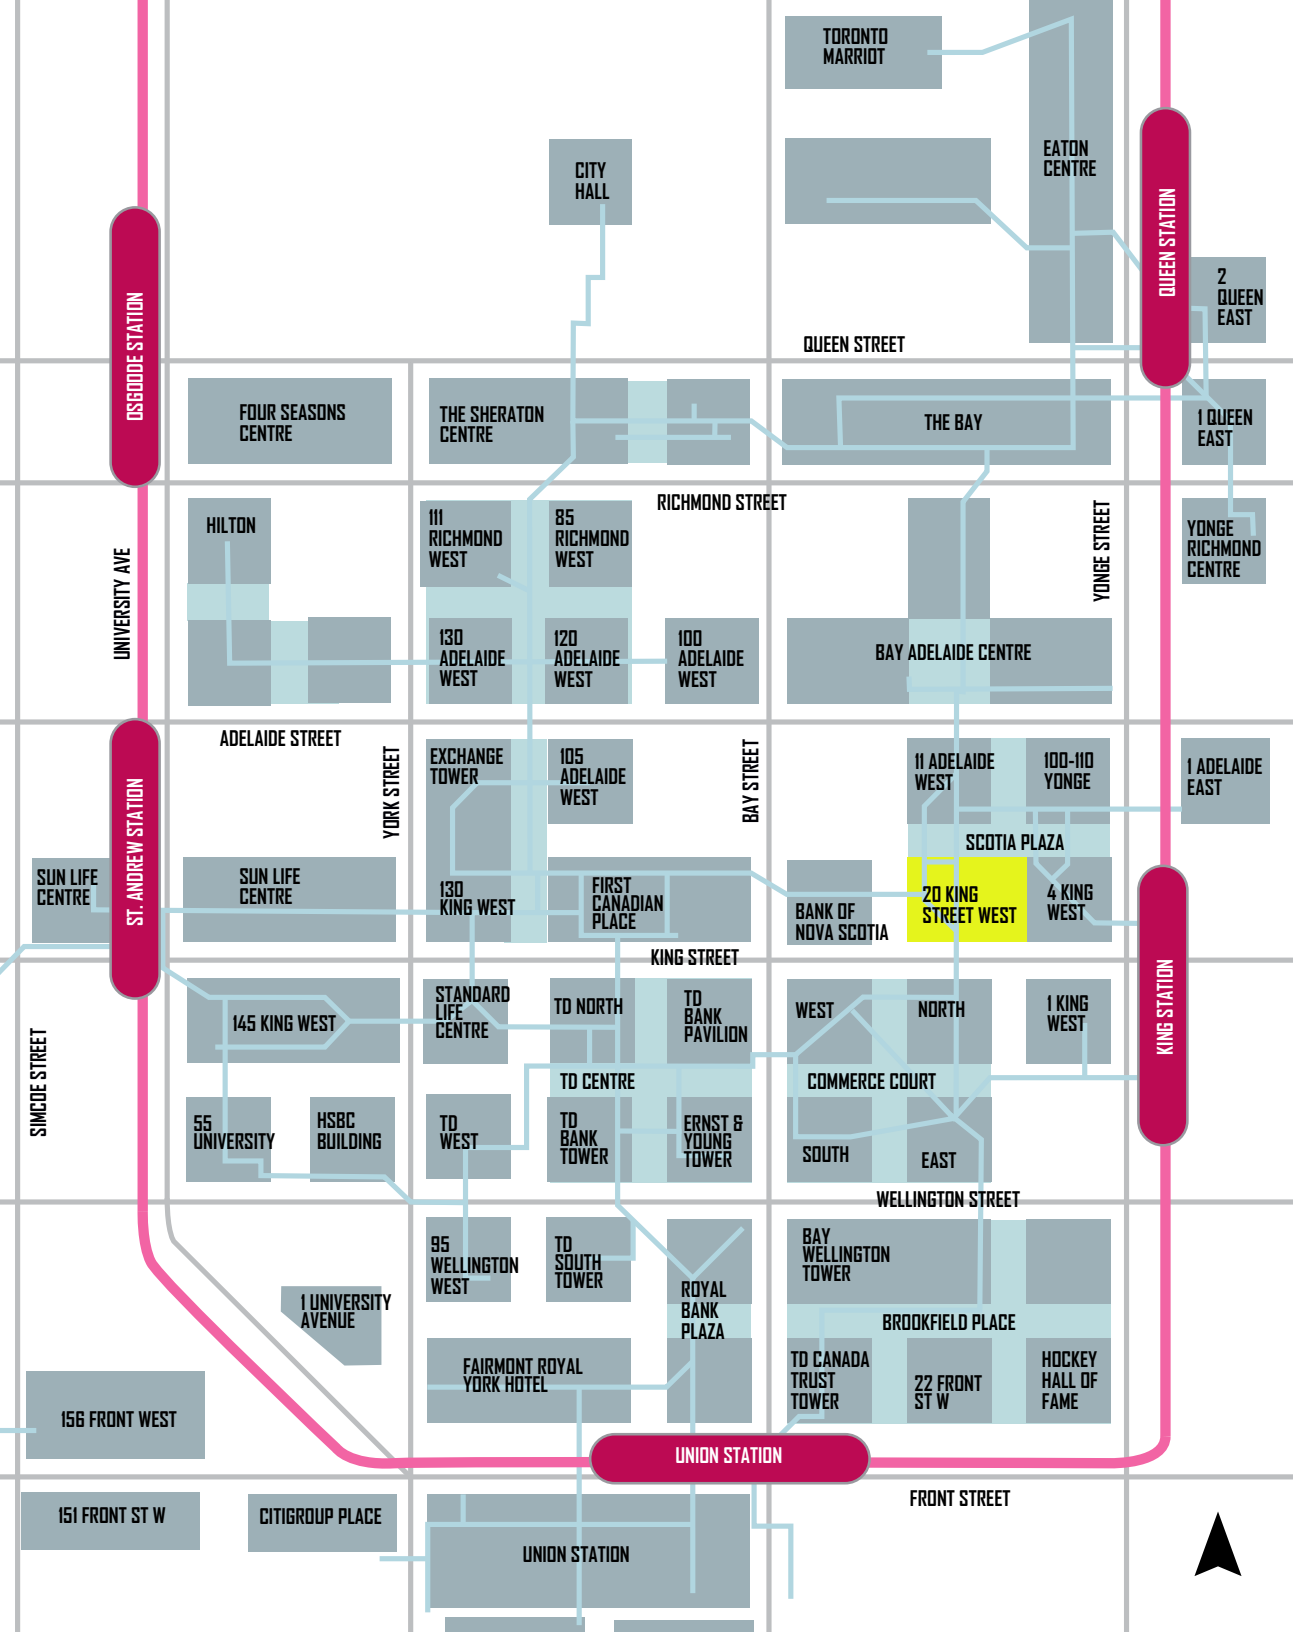 TORONTO
MARRIOT
EATON
CENTRE
CITY
HALL
QUEEN STATION
OSGOODE STATION
2
QUEEN
EAST
QUEEN STREET
FOUR SEASONS
CENTRE
THE SHERATON
CENTRE
THE BAY
1 QUEEN
EAST
RICHMOND STREET
HILTON
111
RICHMOND
WEST
85
RICHMOND
WEST
YONGE STREET
YONGE
RICHMOND
CENTRE
UNIVERSITY AVE
130
ADELAIDE
WEST
120
ADELAIDE
WEST
100
ADELAIDE
WEST
BAY ADELAIDE CENTRE
ADELAIDE STREET
YORK STREET
EXCHANGE
TOWER
105
ADELAIDE
WEST
BAY STREET
11 ADELAIDE
WEST
100-110
YONGE
1 ADELAIDE
EAST
SCOTIA PLAZA
ST. ANDREW STATION
SUN LIFE
CENTRE
SUN LIFE
CENTRE
130
KING WEST
FIRST
CANADIAN
PLACE
BANK OF
NOVA SCOTIA
20 KING
STREET WEST
4 KING
WEST
KING STREET
KING STATION
SIMCOE STREET
145 KING WEST
STANDARD
LIFE
CENTRE
TD NORTH
TD
BANK
PAVILION
WEST
NORTH
1 KING
WEST
TD CENTRE
COMMERCE COURT
55
UNIVERSITY
HSBC
BUILDING
TD
WEST
TD
BANK
TOWER
ERNST &
YOUNG
TOWER
SOUTH
EAST
WELLINGTON STREET
95
WELLINGTON
WEST
TD
SOUTH
TOWER
ROYAL
BANK
PLAZA
BAY
WELLINGTON
TOWER
1 UNIVERSITY
AVENUE
BROOKFIELD PLACE
FAIRMONT ROYAL
YORK HOTEL
TD CANADA
TRUST
TOWER
22 FRONT
ST W
HOCKEY
HALL OF
FAME
156 FRONT WEST
UNION STATION
FRONT STREET
151 FRONT ST W
CITIGROUP PLACE
UNION STATION